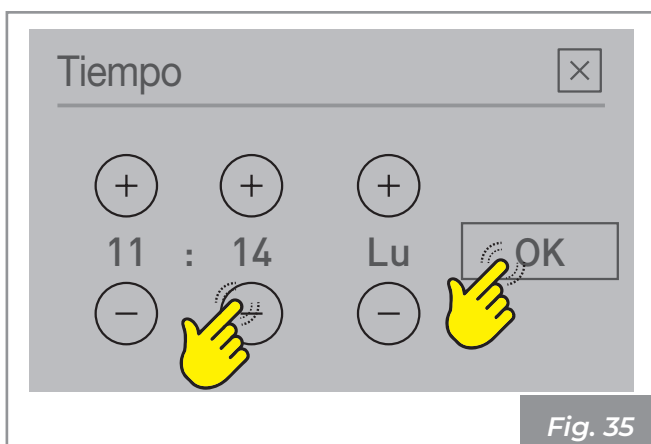 Tiempo
+ + +
11 : 14 Lu OK
− − −
Fig. 35